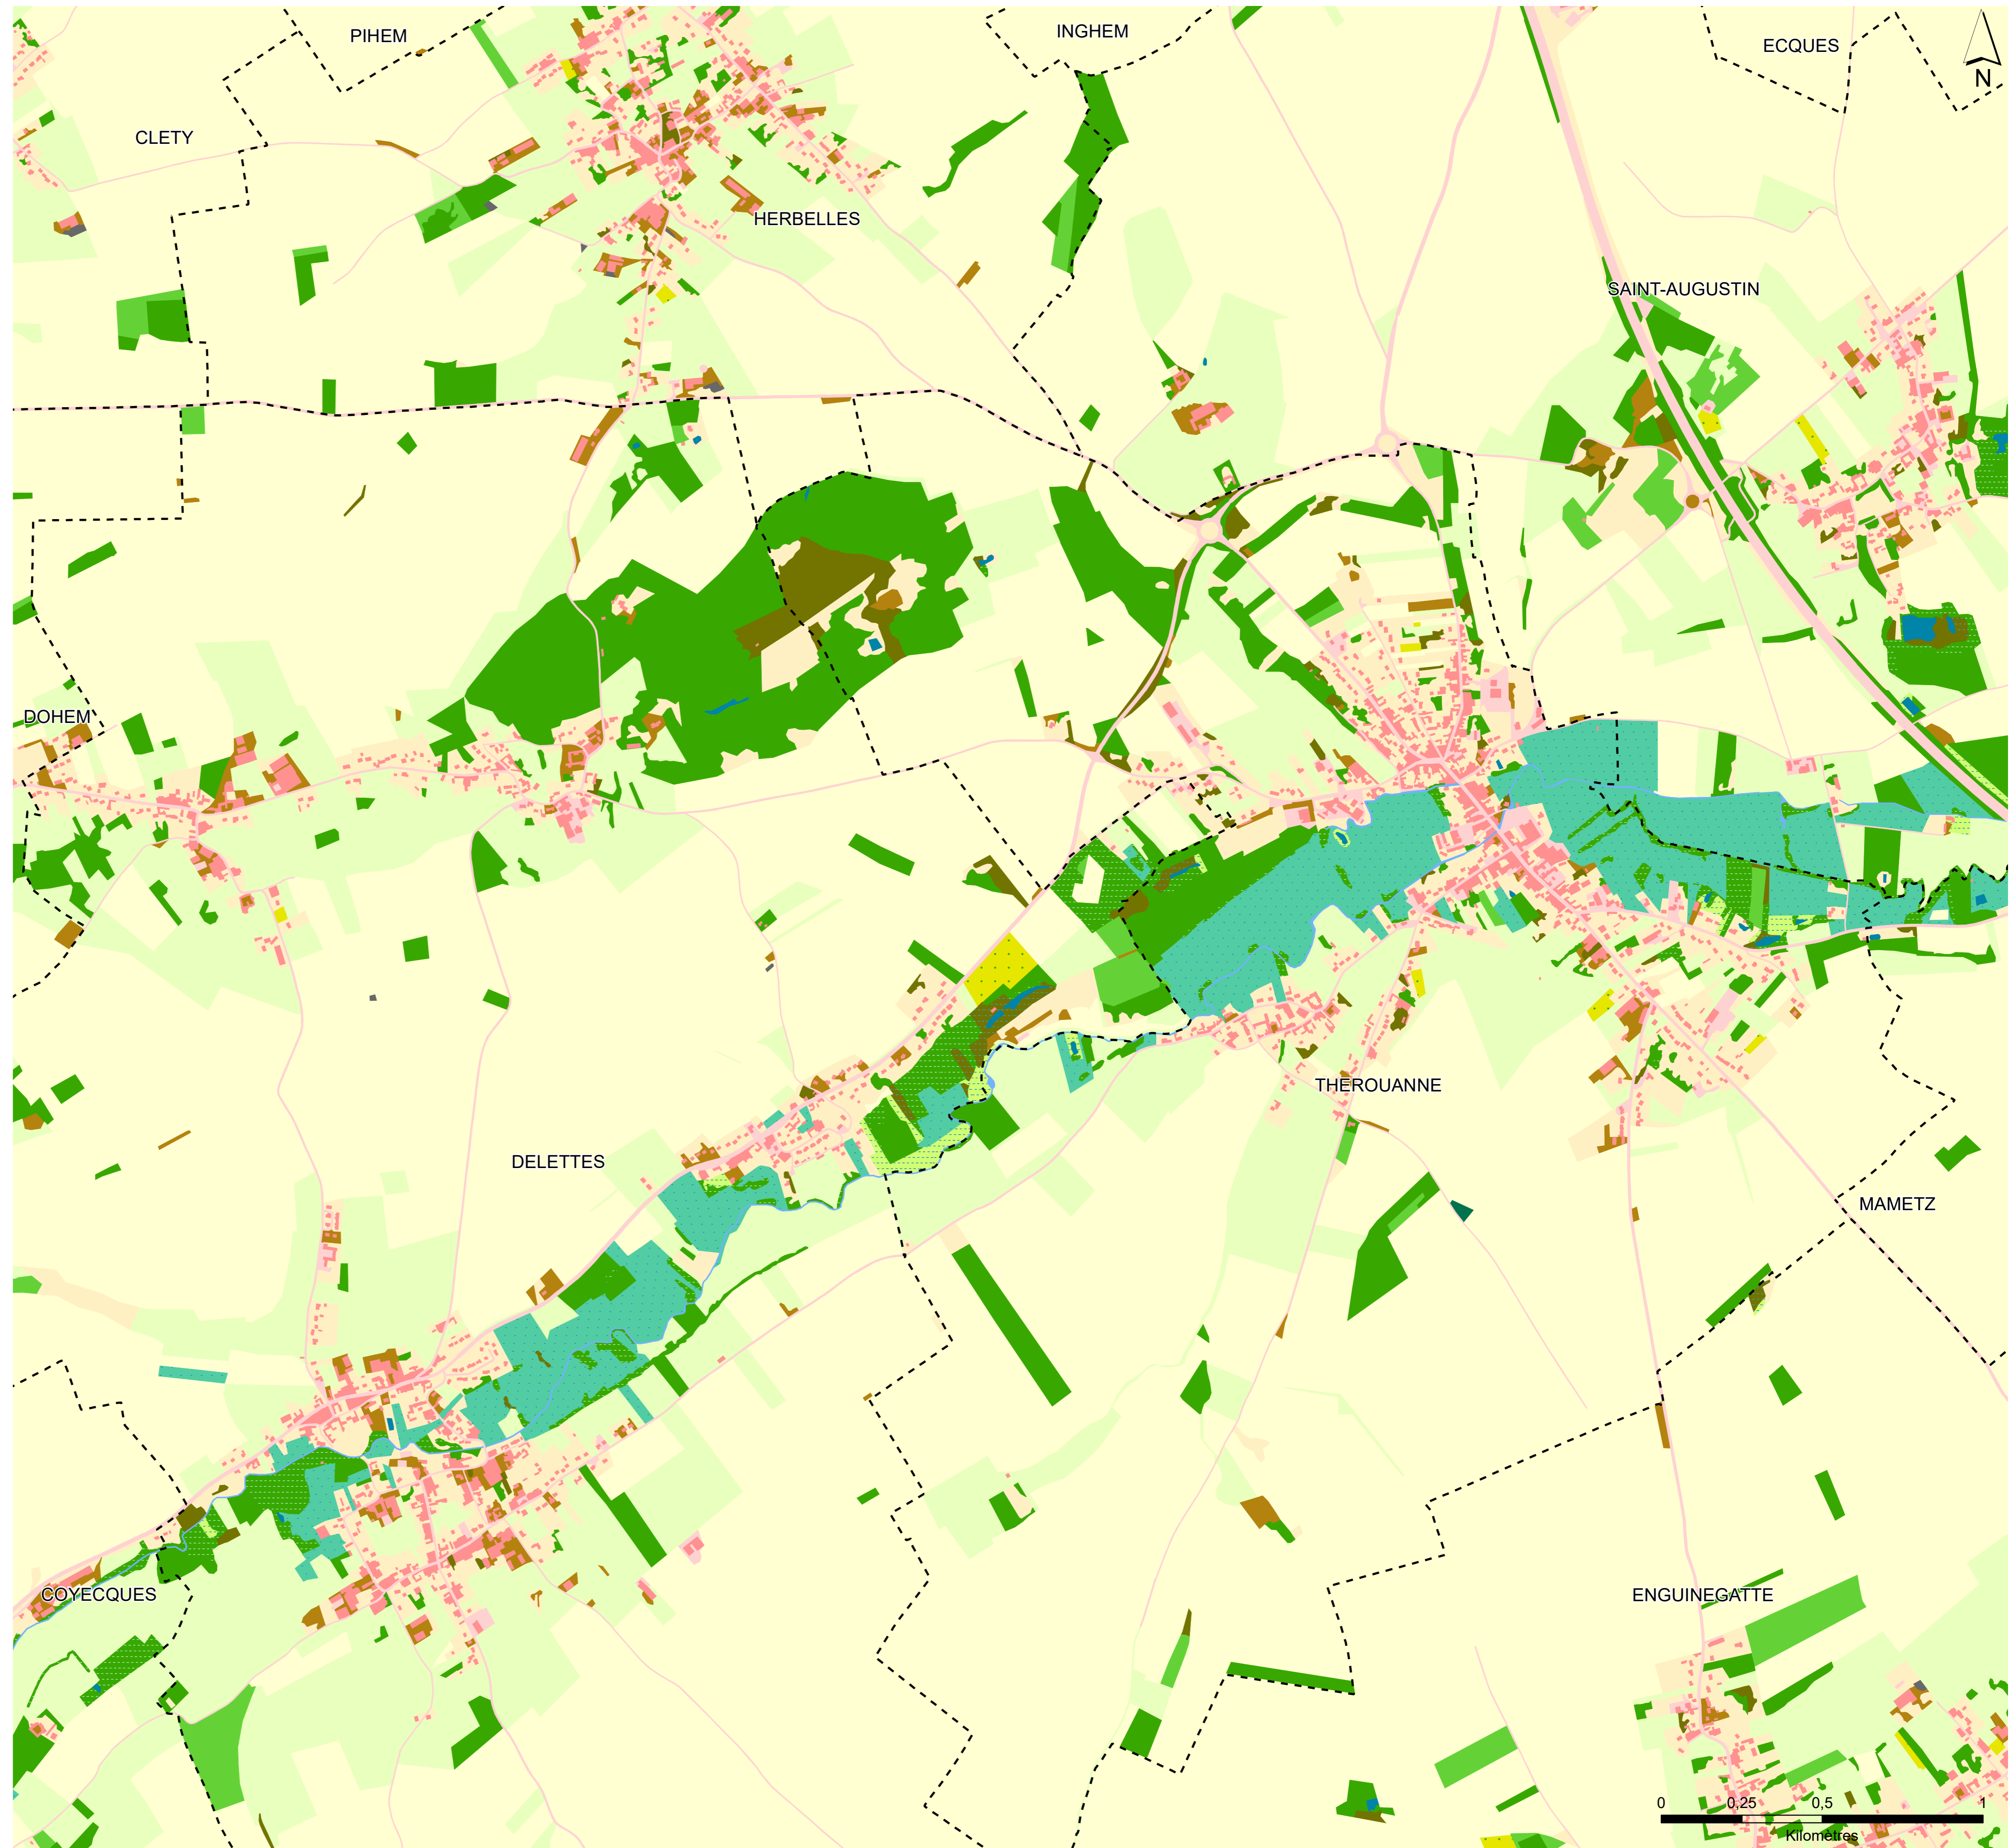 PIHEM
INGHEM
ECQUES
N
CLETY
HERBELLES
SAINT-AUGUSTIN
DOHEM
THEROUANNE
DELETTES
MAMETZ
COYECQUES
ENGUINEGATTE
0 0,25 0,5 1
Kilomètres